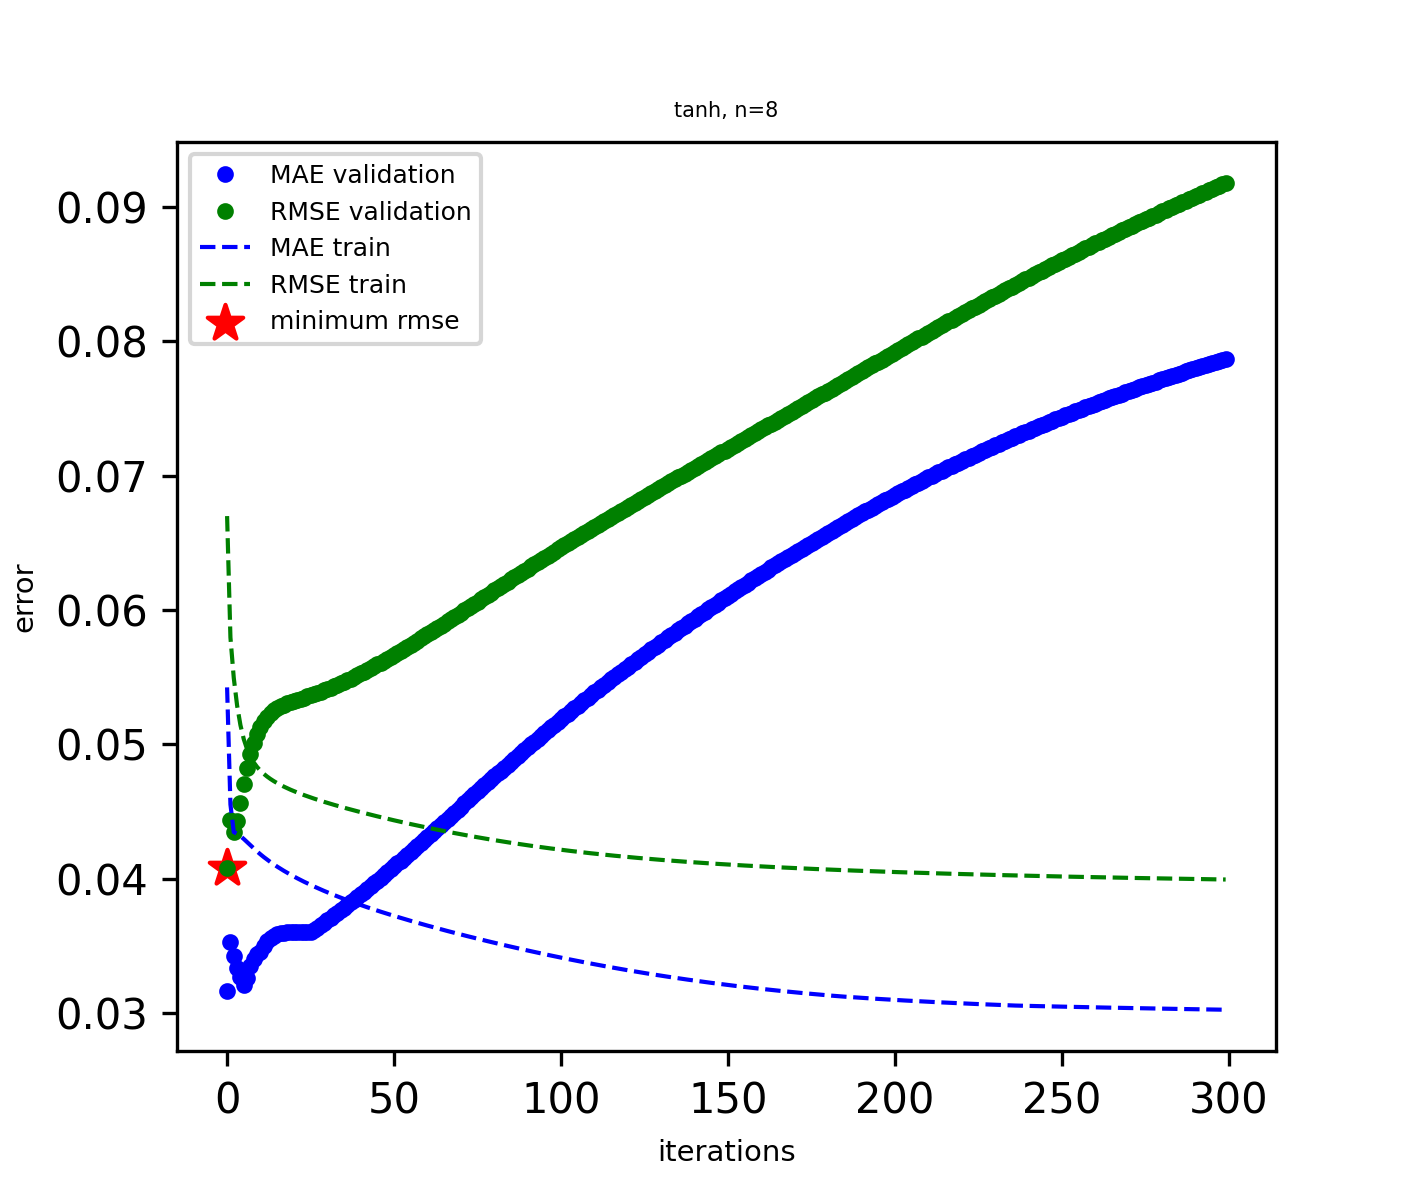 tanh, n=8
MAE validation
RMSE validation
MAE train
RMSE train
minimum rmse
0.09
0.08
0.07
0.06
0.05
0.04
0.03
error
0 50 100 150 200 250 300
iterations